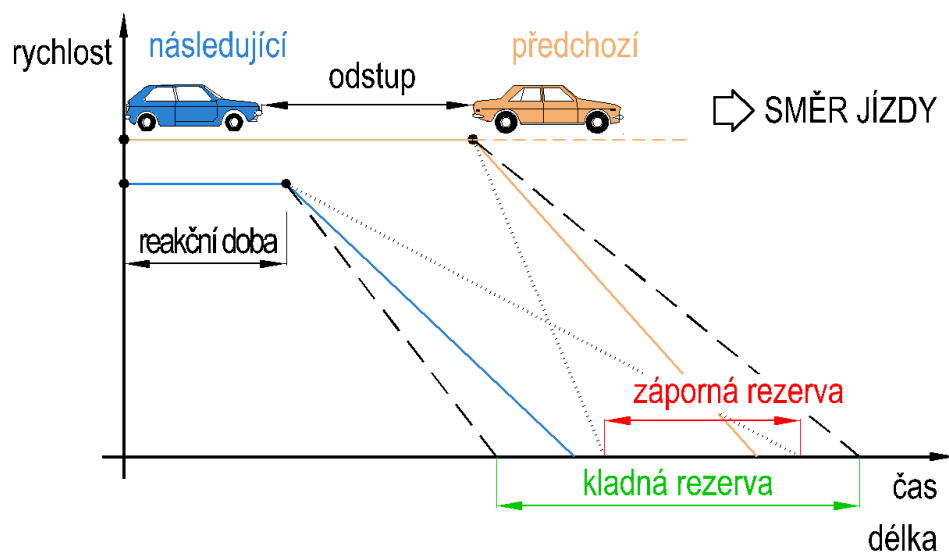 rychlost
následující
předchozí
odstup
SMĚR JÍZDY
reakční doba
záporná rezerva
kladná rezerva
čas
délka